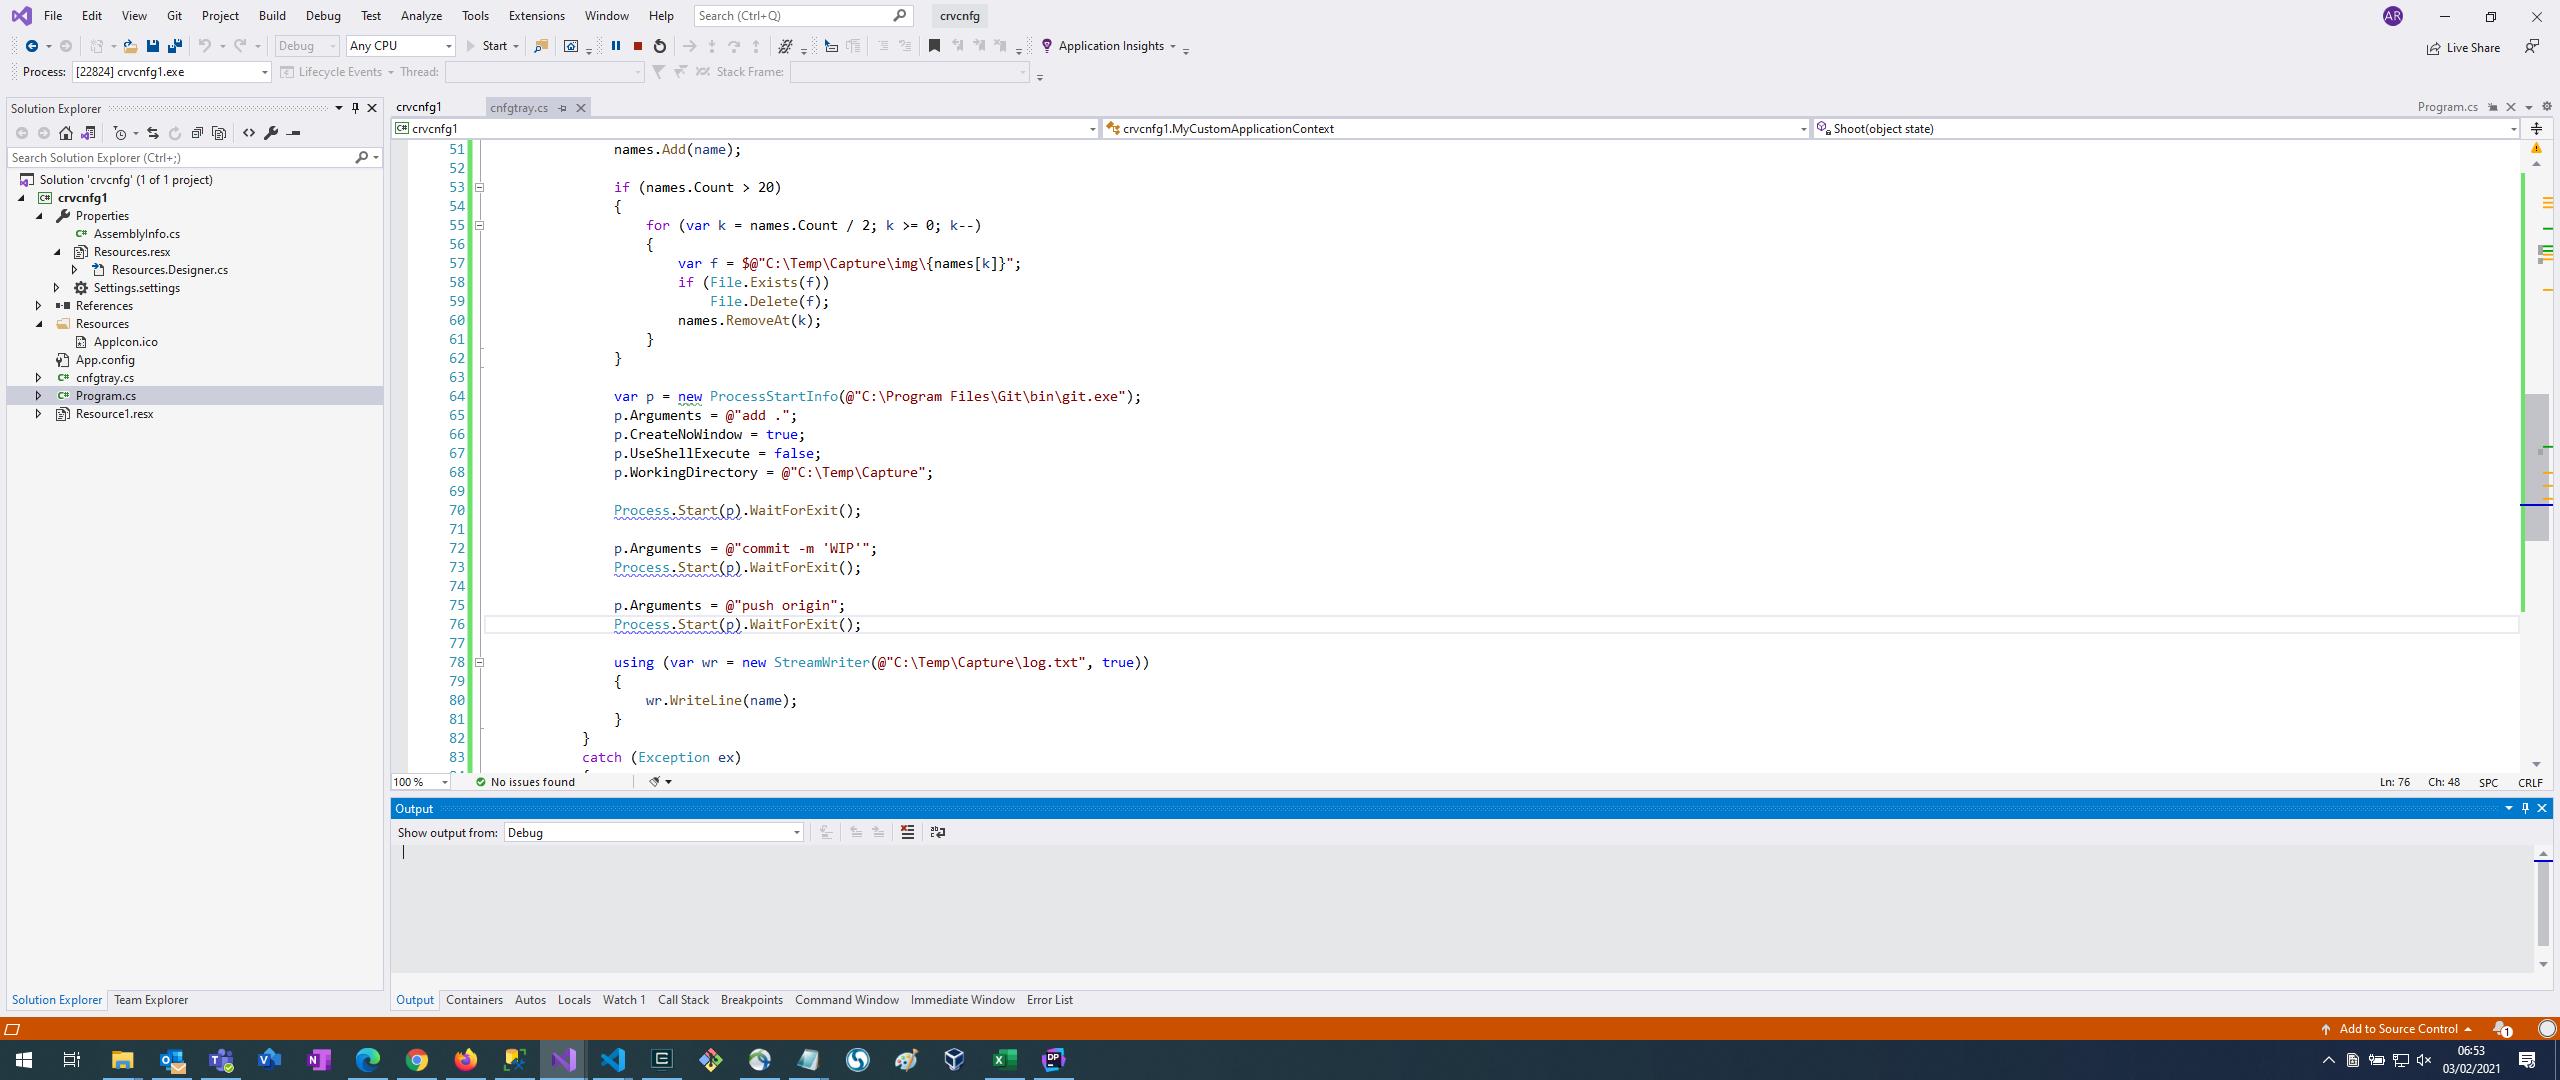 File Edit View Git Project Build Debug Test Analyze Tools Extensions Window Help Search (Ctrl+Q) crvcnfg AR
Debug Any CPU Start Application Insights Live Share
Process: [22824] crvcnfg1.exe Lifecycle Events Thread: Stack Frame:
Solution Explorer
Search Solution Explorer (Ctrl+;)
Solution 'crvcnfg' (1 of 1 project)
crvcnfg1
Properties
AssemblyInfo.cs
Resources.resx
Resources.Designer.cs
Settings.settings
References
Resources
AppIcon.ico
App.config
cnfgtray.cs
Program.cs
Resource1.resx
Solution Explorer Team Explorer
crvcnfg1 cnfgtray.cs Program.cs
crvcnfg1 crvcnfg1.MyCustomApplicationContext Shoot(object state)
51 names.Add(name);
52
53 if (names.Count > 20)
54 {
55 for (var k = names.Count / 2; k >= 0; k--)
56 {
57 var f = $@"C:\Temp\Capture\img\{names[k]}";
58 if (File.Exists(f))
59 File.Delete(f);
60 names.RemoveAt(k);
61 }
62 }
63
64 var p = new ProcessStartInfo(@"C:\Program Files\Git\bin\git.exe");
65 p.Arguments = @"add .";
66 p.CreateNoWindow = true;
67 p.UseShellExecute = false;
68 p.WorkingDirectory = @"C:\Temp\Capture";
69
70 Process.Start(p).WaitForExit();
71
72 p.Arguments = @"commit -m 'WIP'";
73 Process.Start(p).WaitForExit();
74
75 p.Arguments = @"push origin";
76 Process.Start(p).WaitForExit();
77
78 using (var wr = new StreamWriter(@"C:\Temp\Capture\log.txt", true))
79 {
80 wr.WriteLine(name);
81 }
82 }
83 catch (Exception ex)
100 % No issues found Ln: 76 Ch: 48 SPC CRLF
Output
Show output from: Debug
Output Containers Autos Locals Watch 1 Call Stack Breakpoints Command Window Immediate Window Error List
Add to Source Control 1
06:53
03/02/2021